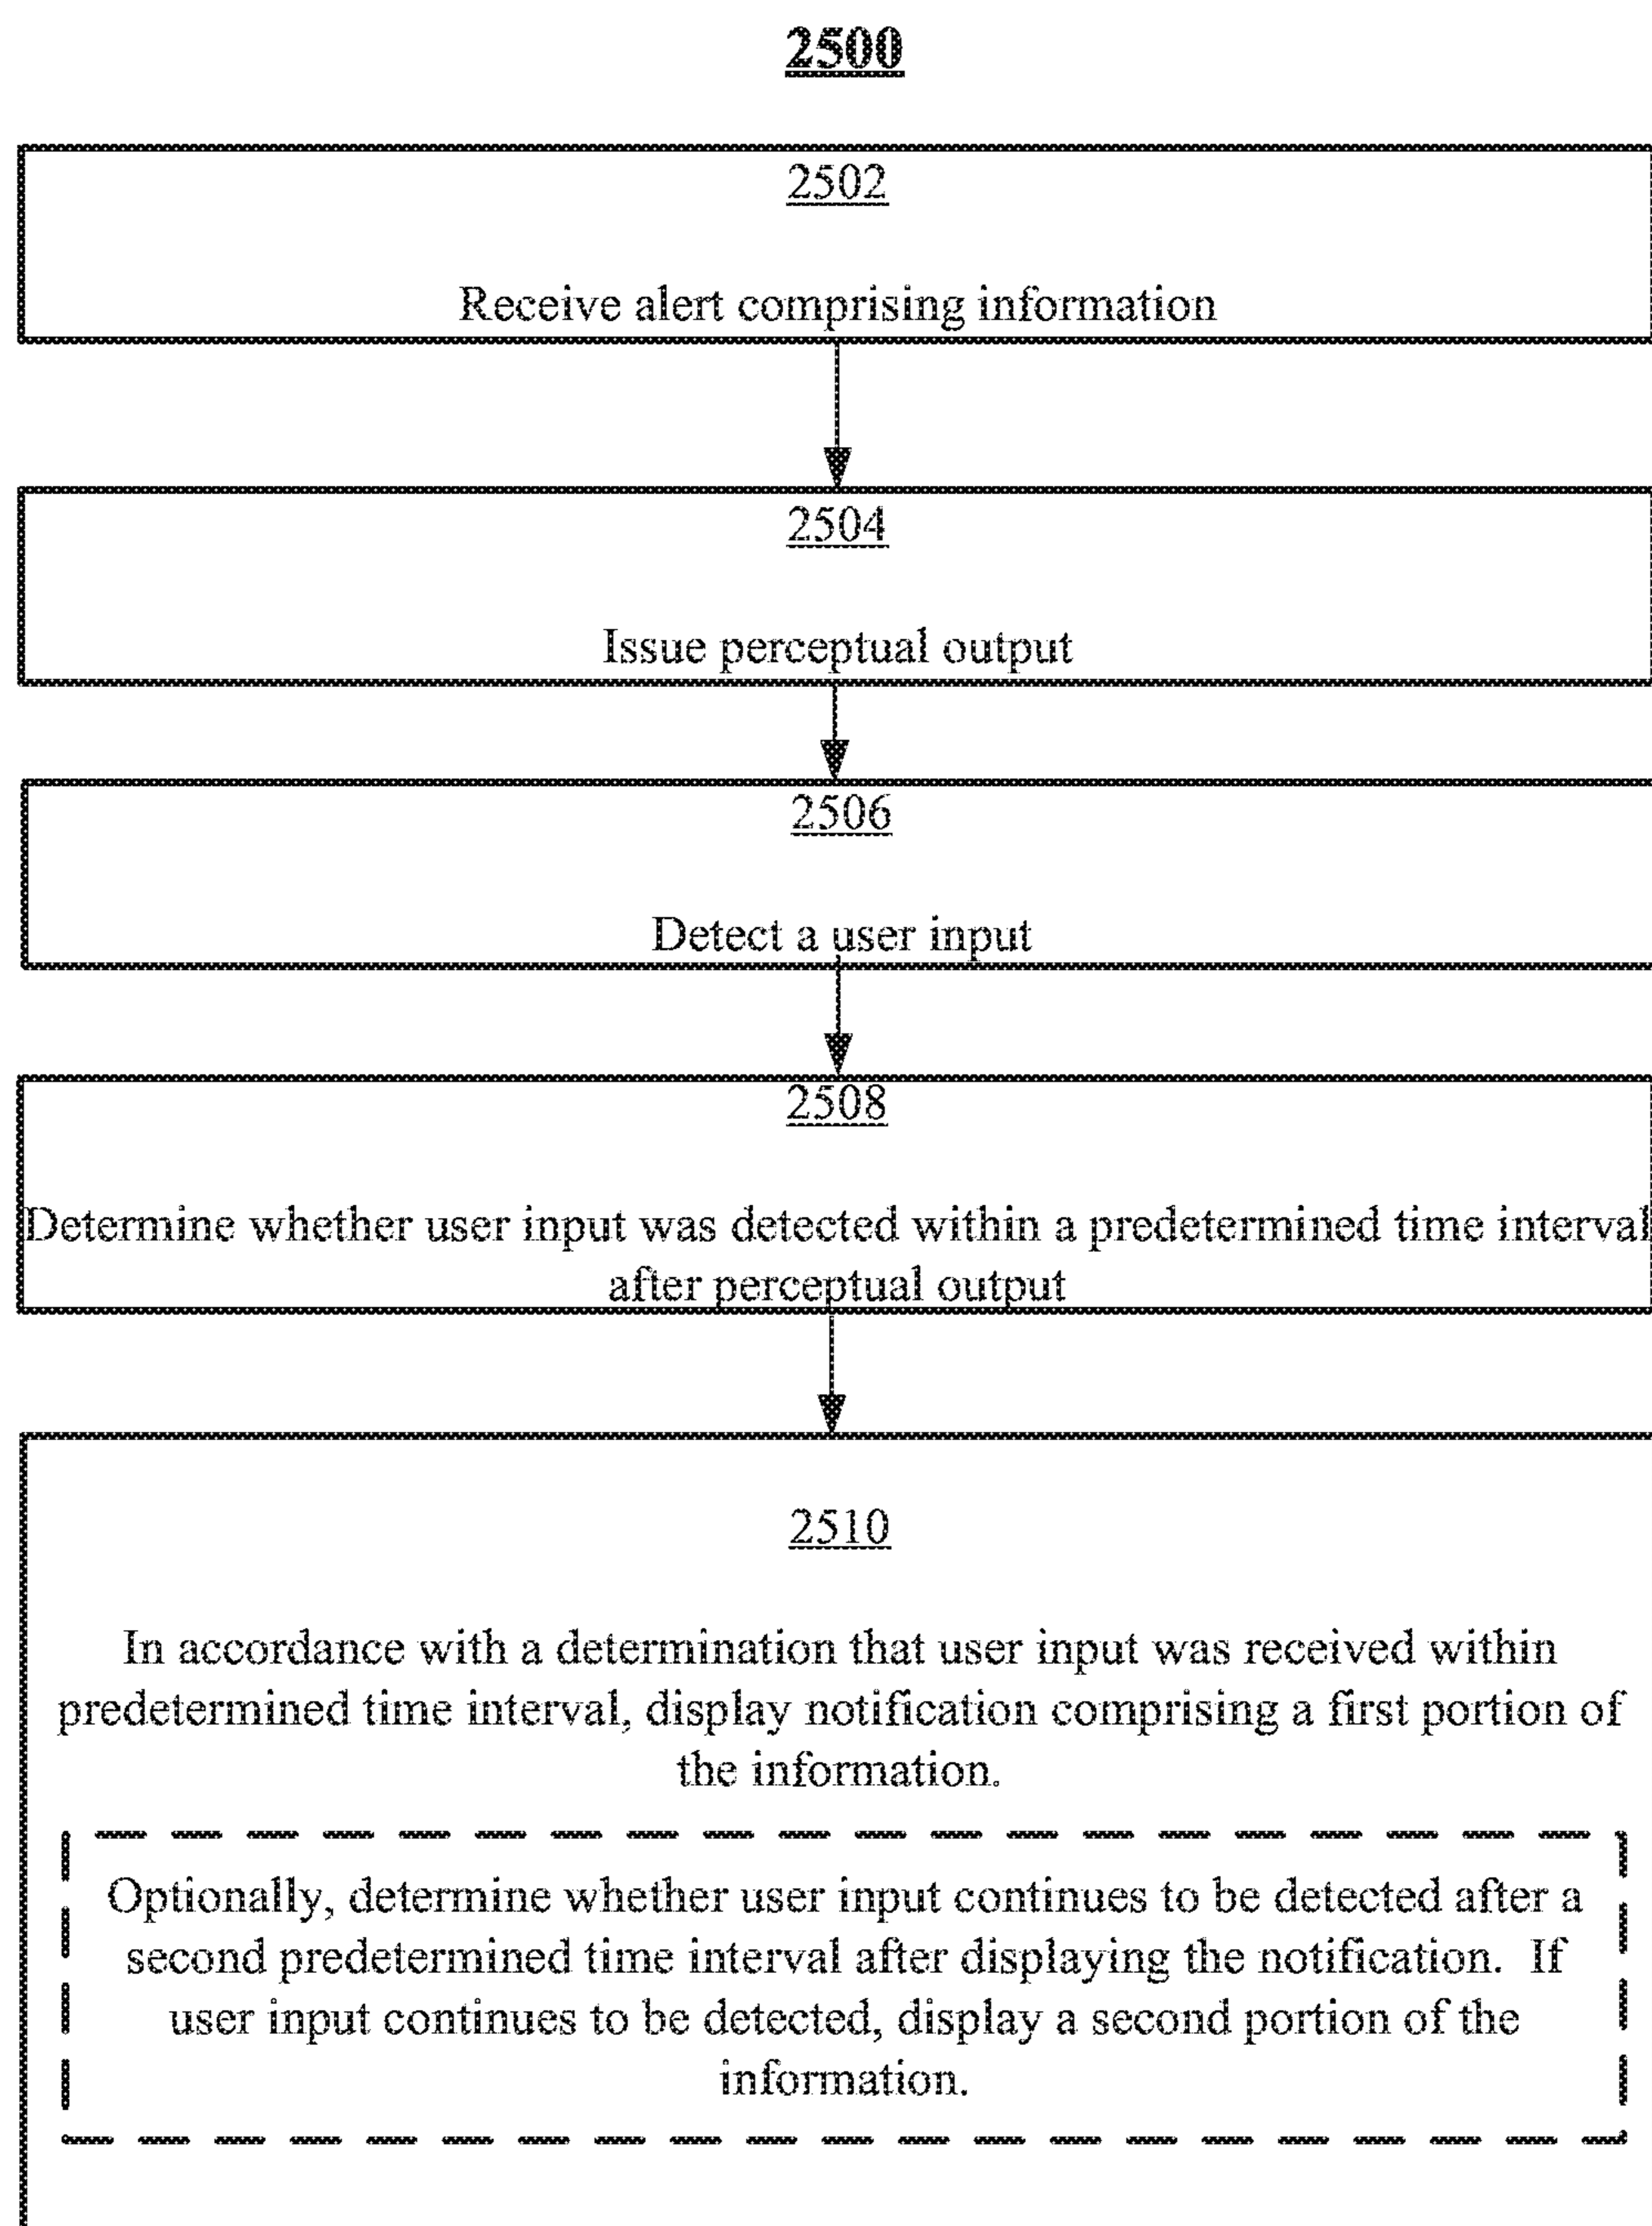 2500
2502
Receive alert comprising information
2504
Issue perceptual output
2506
Detect a user input
2508
Determine whether user input was detected within a predetermined time interval
after perceptual output
2510
In accordance with a determination that user input was received within
predetermined time interval, display notification comprising a first portion of
the information.
Optionally, determine whether user input continues to be detected after a
second predetermined time interval after displaying the notification. If
user input continues to be detected, display a second portion of the
information.